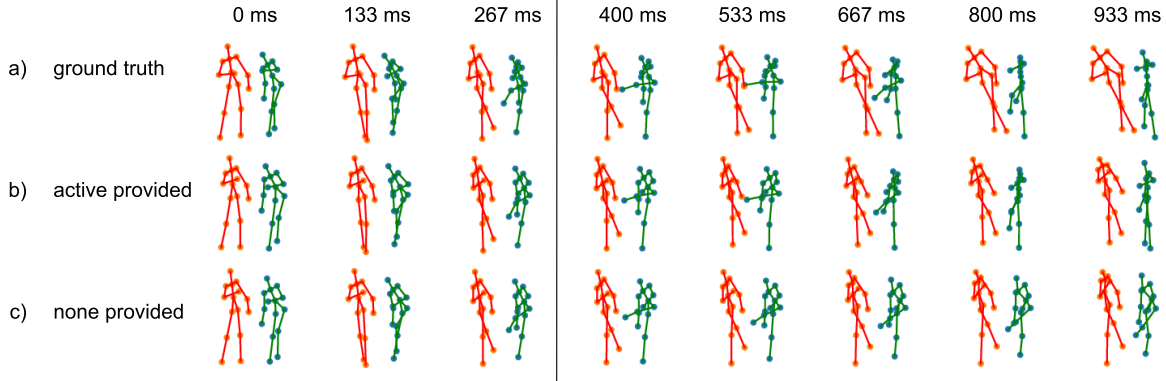 0 ms 133 ms 267 ms 400 ms 533 ms 667 ms 800 ms 933 ms
a) ground truth
b) active provided
c) none provided